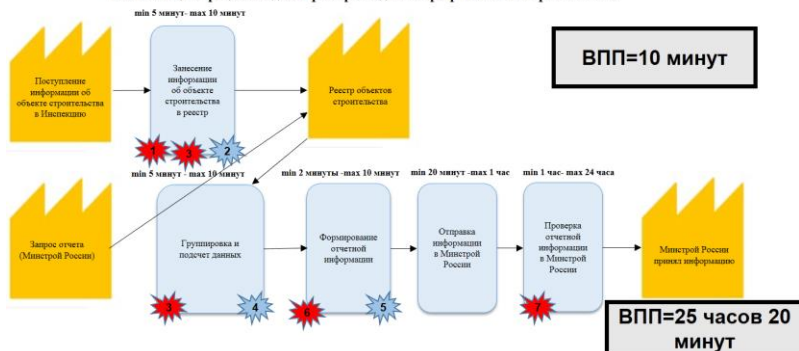 min 5 минут- max 10 минут
ВПП=10 минут
Поступление
информации об
объекте строительства
в Инспекцию
Занесение
информации
об объекте
строительства
в реестр
Реестр объектов
строительства
1
3
2
min 5 минут - max 10 минут
min 2 минуты -max 10 минут
min 20 минут -max 1 час
min 1 час- max 24 часа
Запрос отчета
(Минстрой России)
Группировка и
подсчет данных
Формирование
отчетной
информации
Отправка
информации
в Минстрой
России
Проверка
отчетной
информации
в Минстрой
России
Минстрой России
принял информацию
3
4
6
5
7
ВПП=25 часов 20
минут